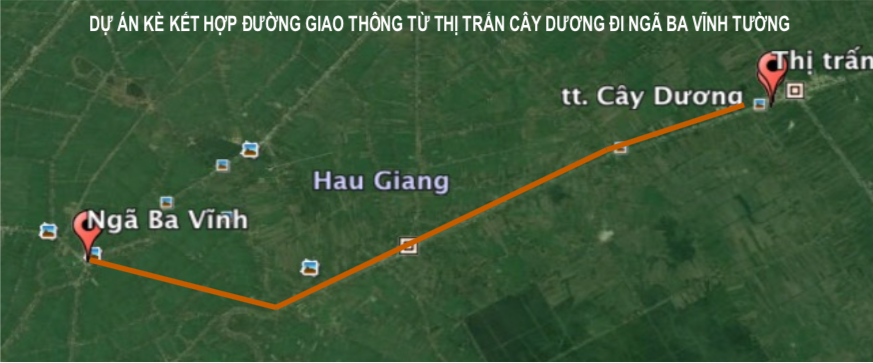 DỰ ÁN KÈ KẾT HỢP ĐƯỜNG GIAO THÔNG TỪ THỊ TRẤN CÂY DƯƠNG ĐI NGÃ BA VĨNH TƯỜNG
Thị trấn
tt. Cây Dương
Hau Giang
Ngã Ba Vĩnh